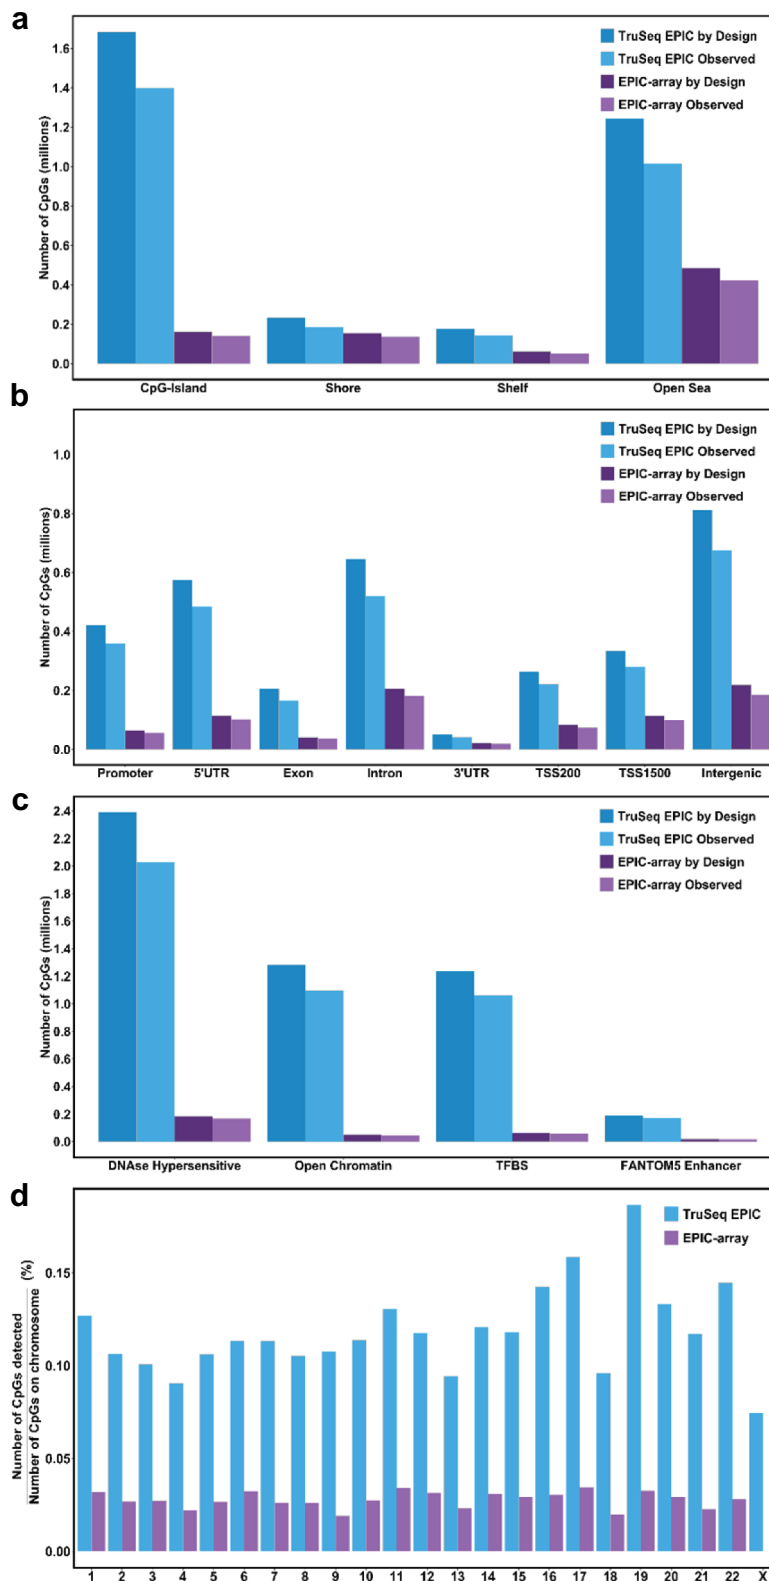 a
TruSeq EPIC by Design
TruSeq EPIC Observed
EPIC-array by Design
EPIC-array Observed
Number of CpGs (millions)
1.6
1.4
1.2
1.0
0.8
0.6
0.4
0.2
0.0
CpG-Island Shore Shelf Open Sea
b
TruSeq EPIC by Design
TruSeq EPIC Observed
EPIC-array by Design
EPIC-array Observed
Number of CpGs (millions)
1.0
0.8
0.6
0.4
0.2
0.0
Promoter 5'UTR Exon Intron 3'UTR TSS200 TSS1500 Intergenic
c
TruSeq EPIC by Design
TruSeq EPIC Observed
EPIC-array by Design
EPIC-array Observed
Number of CpGs (millions)
2.4
2.2
2.0
1.8
1.6
1.4
1.2
1.0
0.8
0.6
0.4
0.2
0.0
DNAse Hypersensitive Open Chromatin TFBS FANTOM5 Enhancer
d
TruSeq EPIC
EPIC-array
Number of CpGs detected
Number of CpGs on chromosome
(%)
0.15
0.10
0.05
0.00
1 2 3 4 5 6 7 8 9 10 11 12 13 14 15 16 17 18 19 20 21 22 X